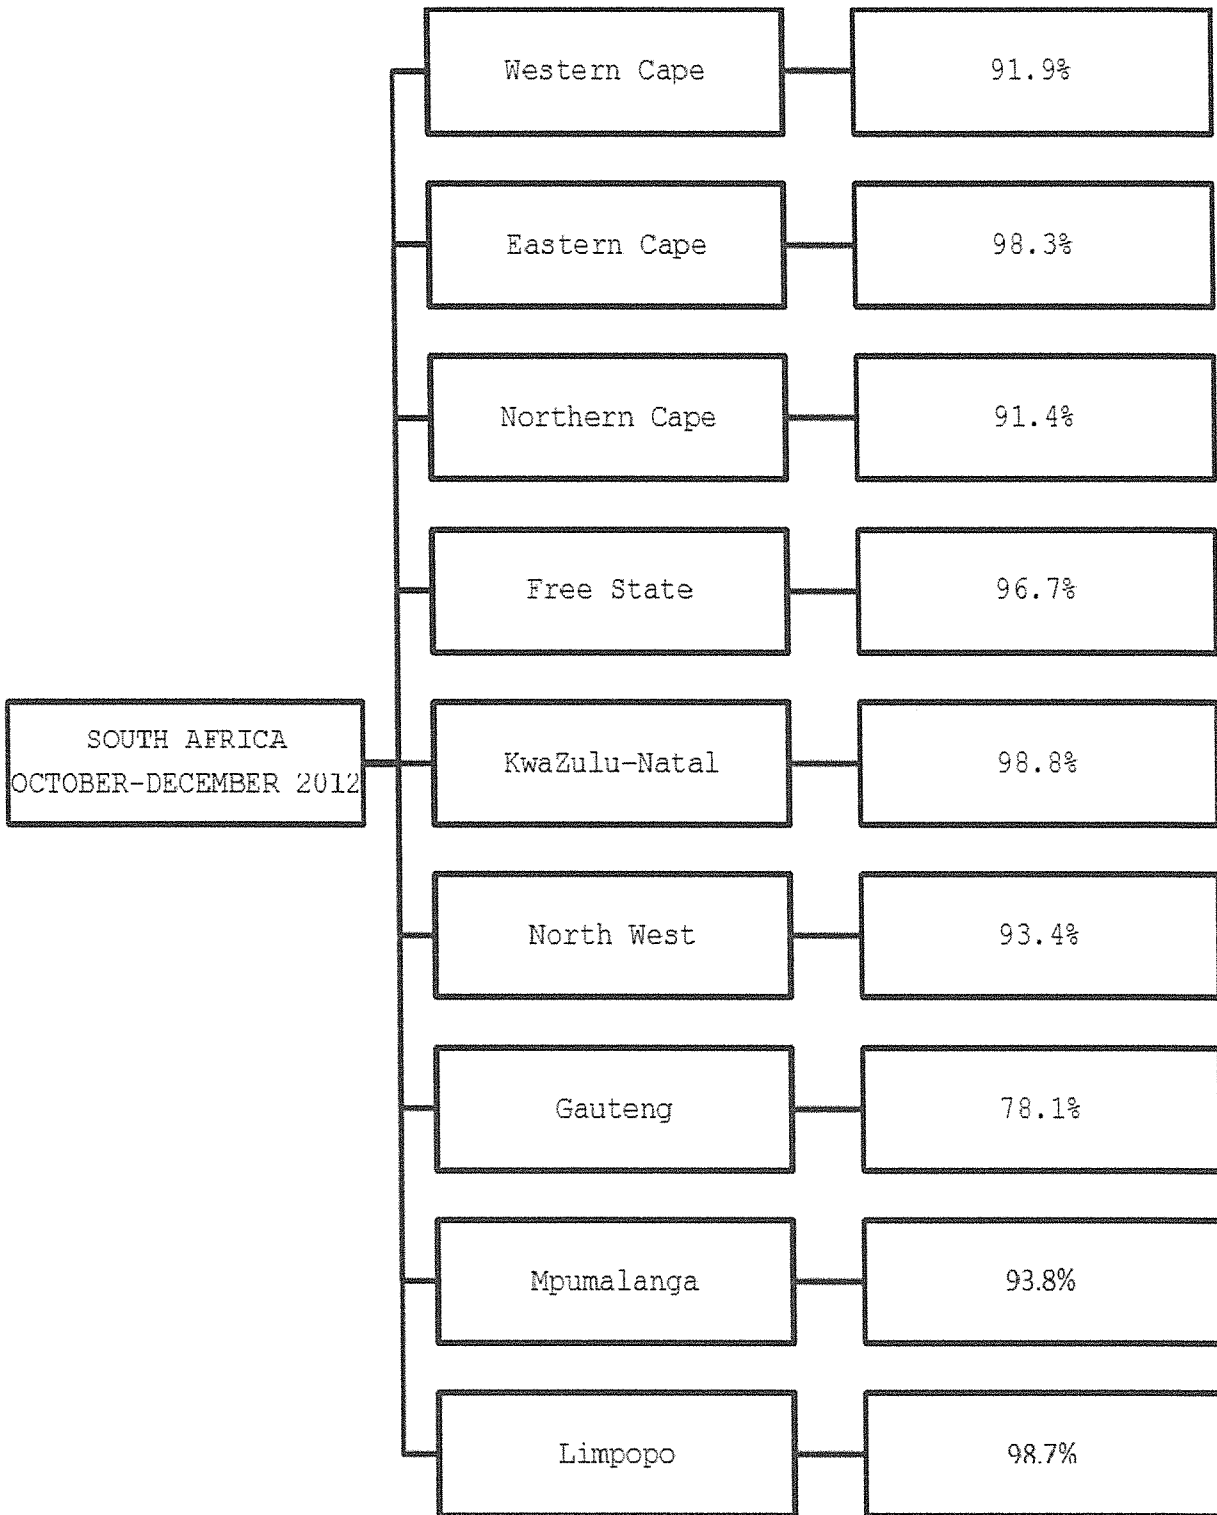 Western Cape 91.9%
Eastern Cape 98.3%
Northern Cape 91.4%
Free State 96.7%
SOUTH AFRICA
OCTOBER-DECEMBER 2012
KwaZulu-Natal 98.8%
North West 93.4%
Gauteng 78.1%
Mpumalanga 93.8%
Limpopo 98.7%